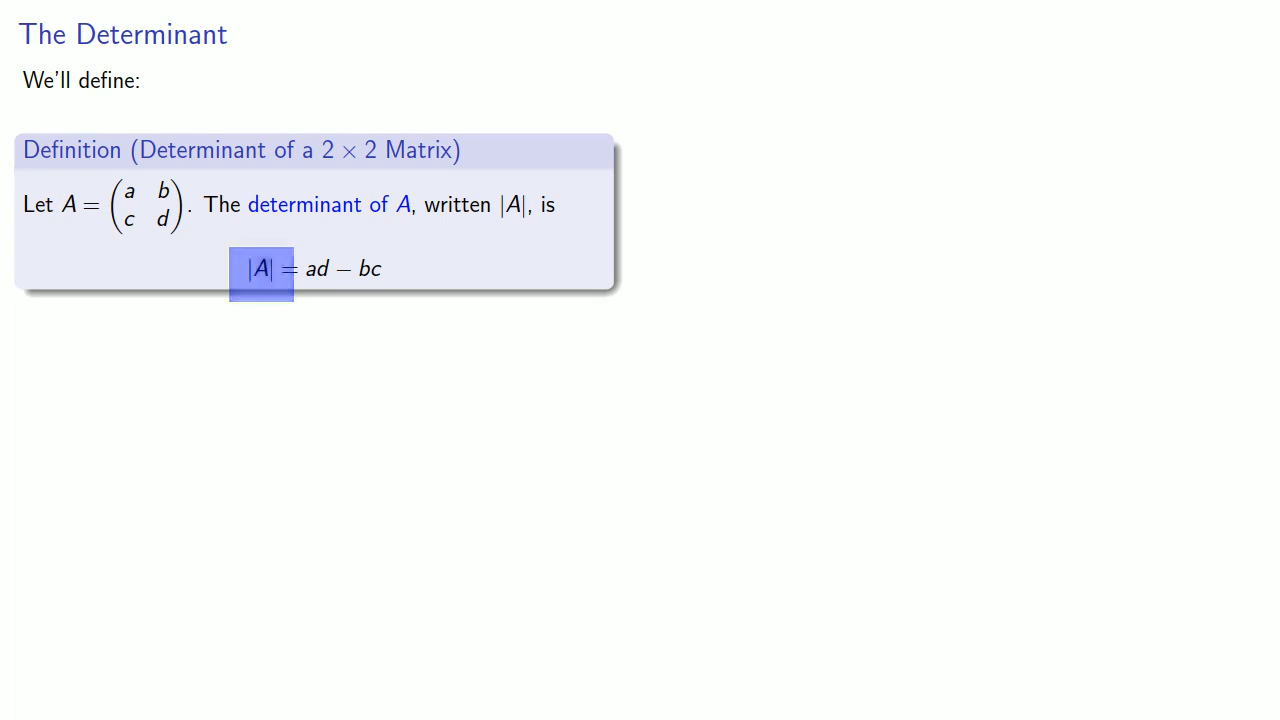 The Determinant
We'll define:
Definition (Determinant of a 2 × 2 Matrix)
Let A = (a b
c d). The determinant of A, written |A|, is
|A| = ad − bc